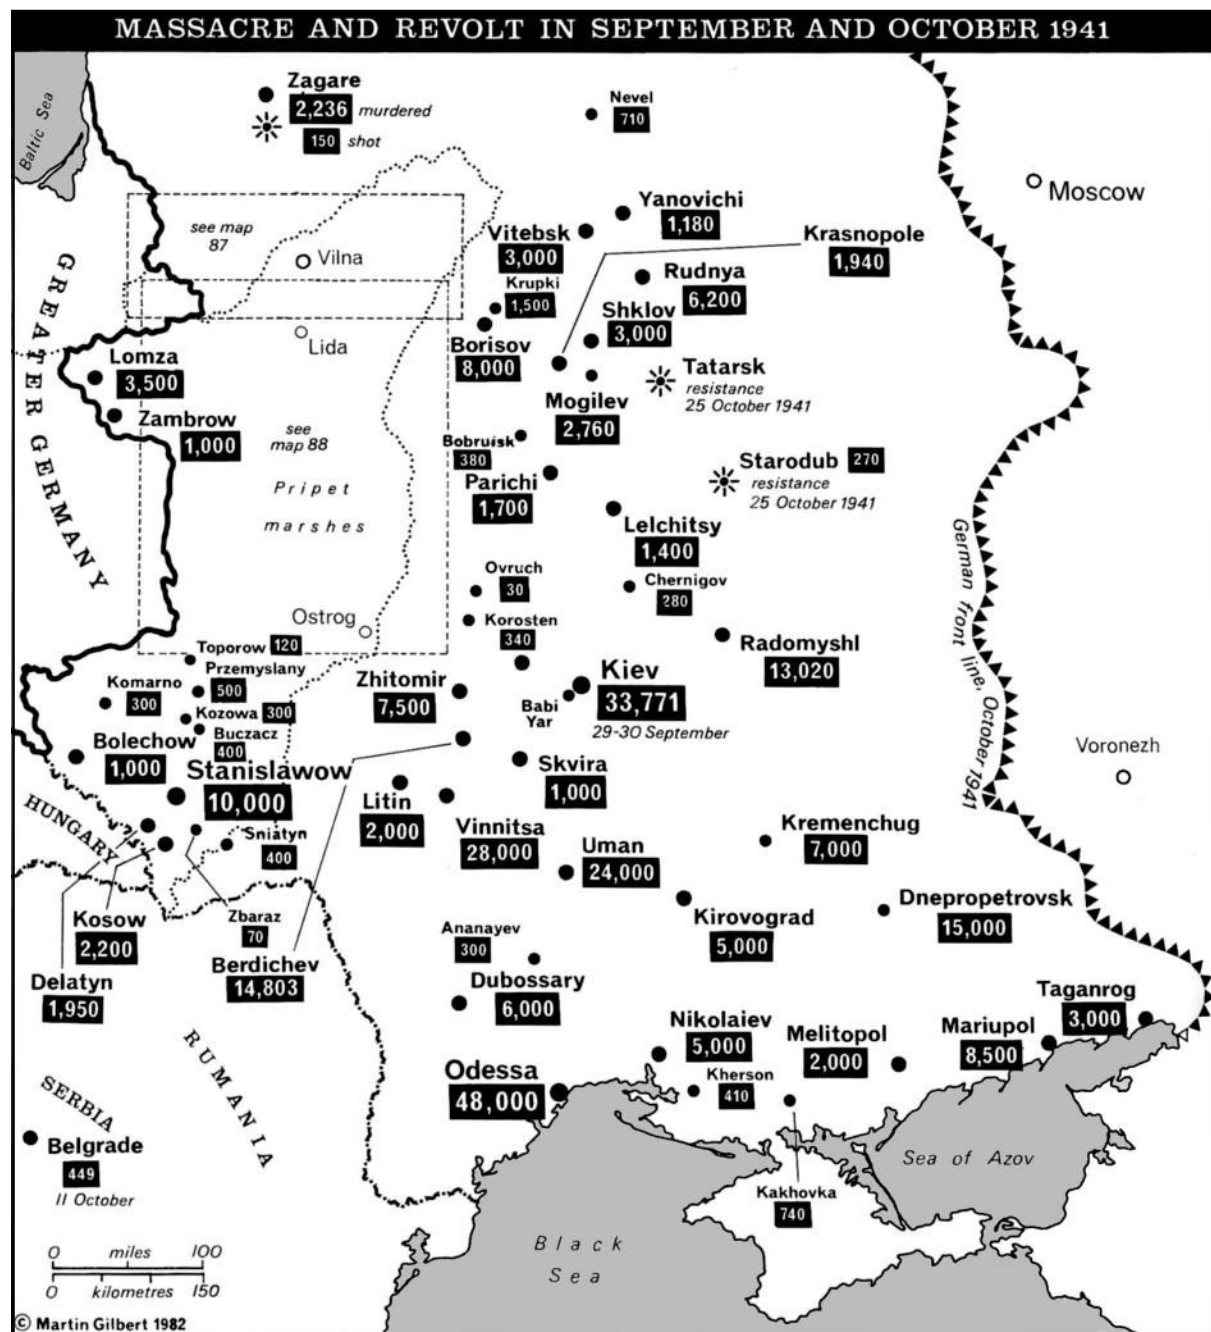 MASSACRE AND REVOLT IN SEPTEMBER AND OCTOBER 1941
Baltic Sea
Zagare
2,236 murdered
150 shot
Nevel
710
Moscow
see map
87
Vilna
Yanovichi
1,180
Vitebsk
3,000
Krasnopole
1,940
Krupki
1,500
Rudnya
6,200
Shklov
3,000
Lida
Borisov
8,000
GREATER GERMANY
Lomza
3,500
Zambrow
1,000
Tatarsk
resistance
25 October 1941
Mogilev
2,760
see
map 88
Bobruisk
380
Pripet
marshes
Parichi
1,700
Starodub 270
resistance
25 October 1941
Lelchitsy
1,400
German front line, October 1941
Ovruch
30
Chernigov
280
Ostrog
Korosten
340
Radomyshl
13,020
Toporow 120
Przemyslany
500
Komarno
300
Kozowa 300
Buczacz
400
Zhitomir
7,500
Kiev
33,771
29-30 September
Babi
Yar
Bolechow
1,000
Stanislawow
10,000
Skvira
1,000
Voronezh
HUNGARY
Litin
2,000
Sniatyn
400
Vinnitsa
28,000
Uman
24,000
Kremenchug
7,000
Kosow
2,200
Zbaraz
70
Kirovograd
5,000
Dnepropetrovsk
15,000
Delatyn
1,950
Berdichev
14,803
Ananayev
300
Dubossary
6,000
Taganrog
3,000
RUMANIA
Nikolaiev
5,000
Melitopol
2,000
Mariupol
8,500
SERBIA
Odessa
48,000
Kherson
410
Belgrade
449
11 October
Sea of Azov
Kakhovka
740
Black
Sea
0 miles 100
0 kilometres 150
© Martin Gilbert 1982